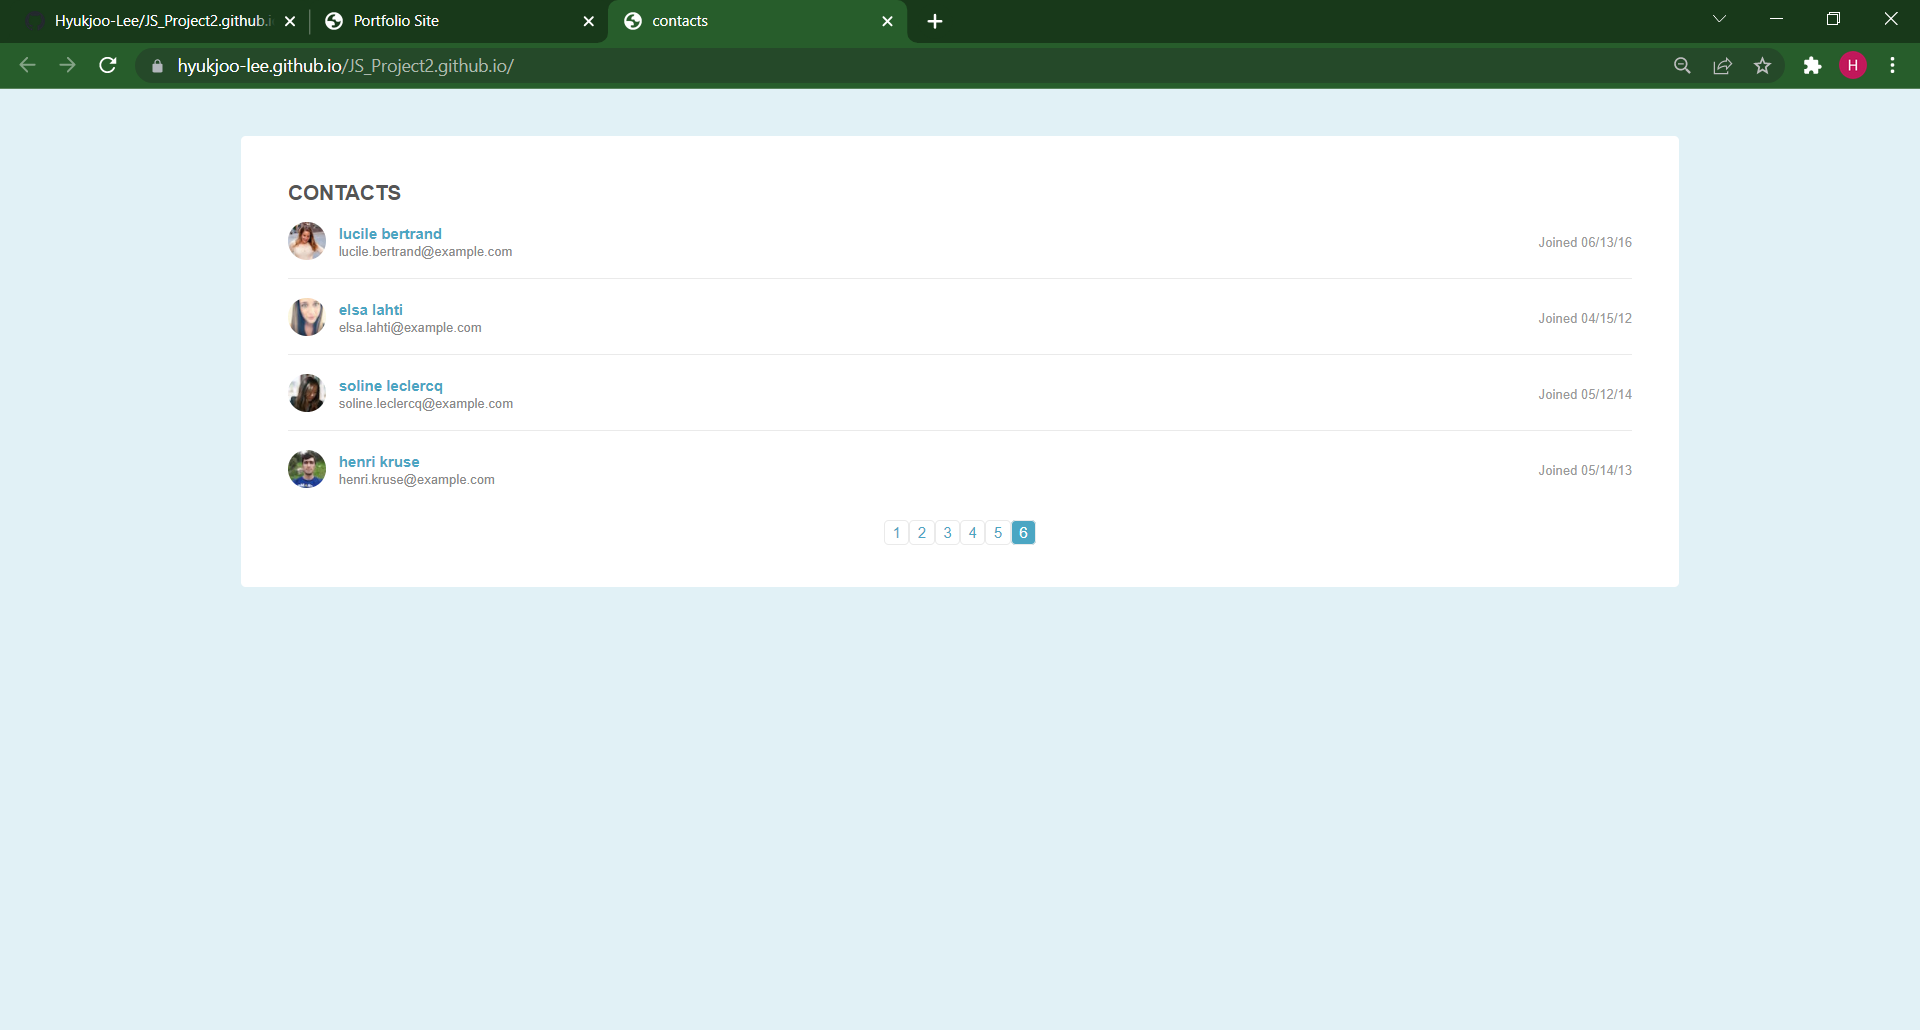 Hyukjoo-Lee/JS_Project2.github.i
Portfolio Site
contacts
hyukjoo-lee.github.io/JS_Project2.github.io/
H
CONTACTS
lucile bertrand
lucile.bertrand@example.com
Joined 06/13/16
elsa lahti
elsa.lahti@example.com
Joined 04/15/12
soline leclercq
soline.leclercq@example.com
Joined 05/12/14
henri kruse
henri.kruse@example.com
Joined 05/14/13
1 2 3 4 5 6